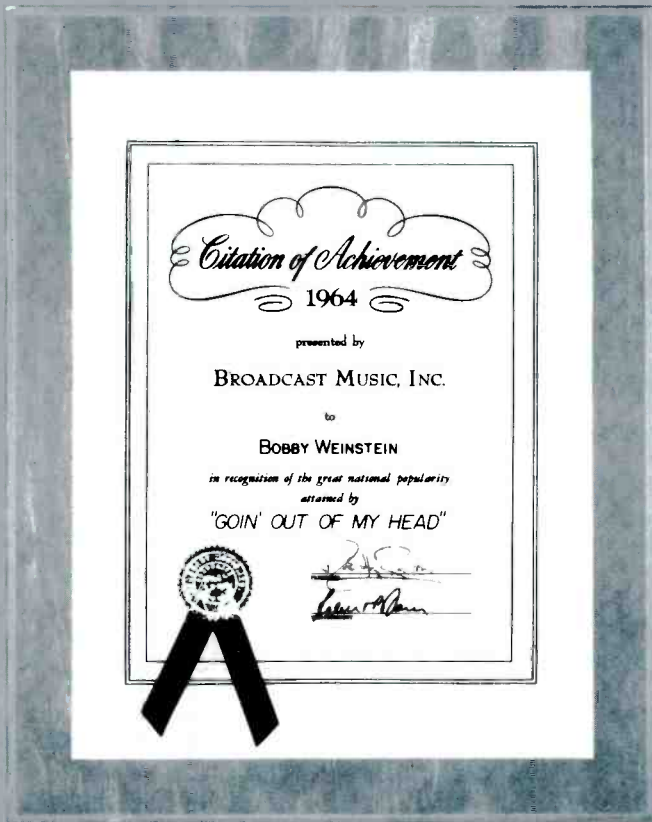 Citation of Achievement
1964
presented by
BROADCAST MUSIC, INC.
to
BOBBY WEINSTEIN
in recognition of the great national popularity
attained by
"GOIN' OUT OF MY HEAD"